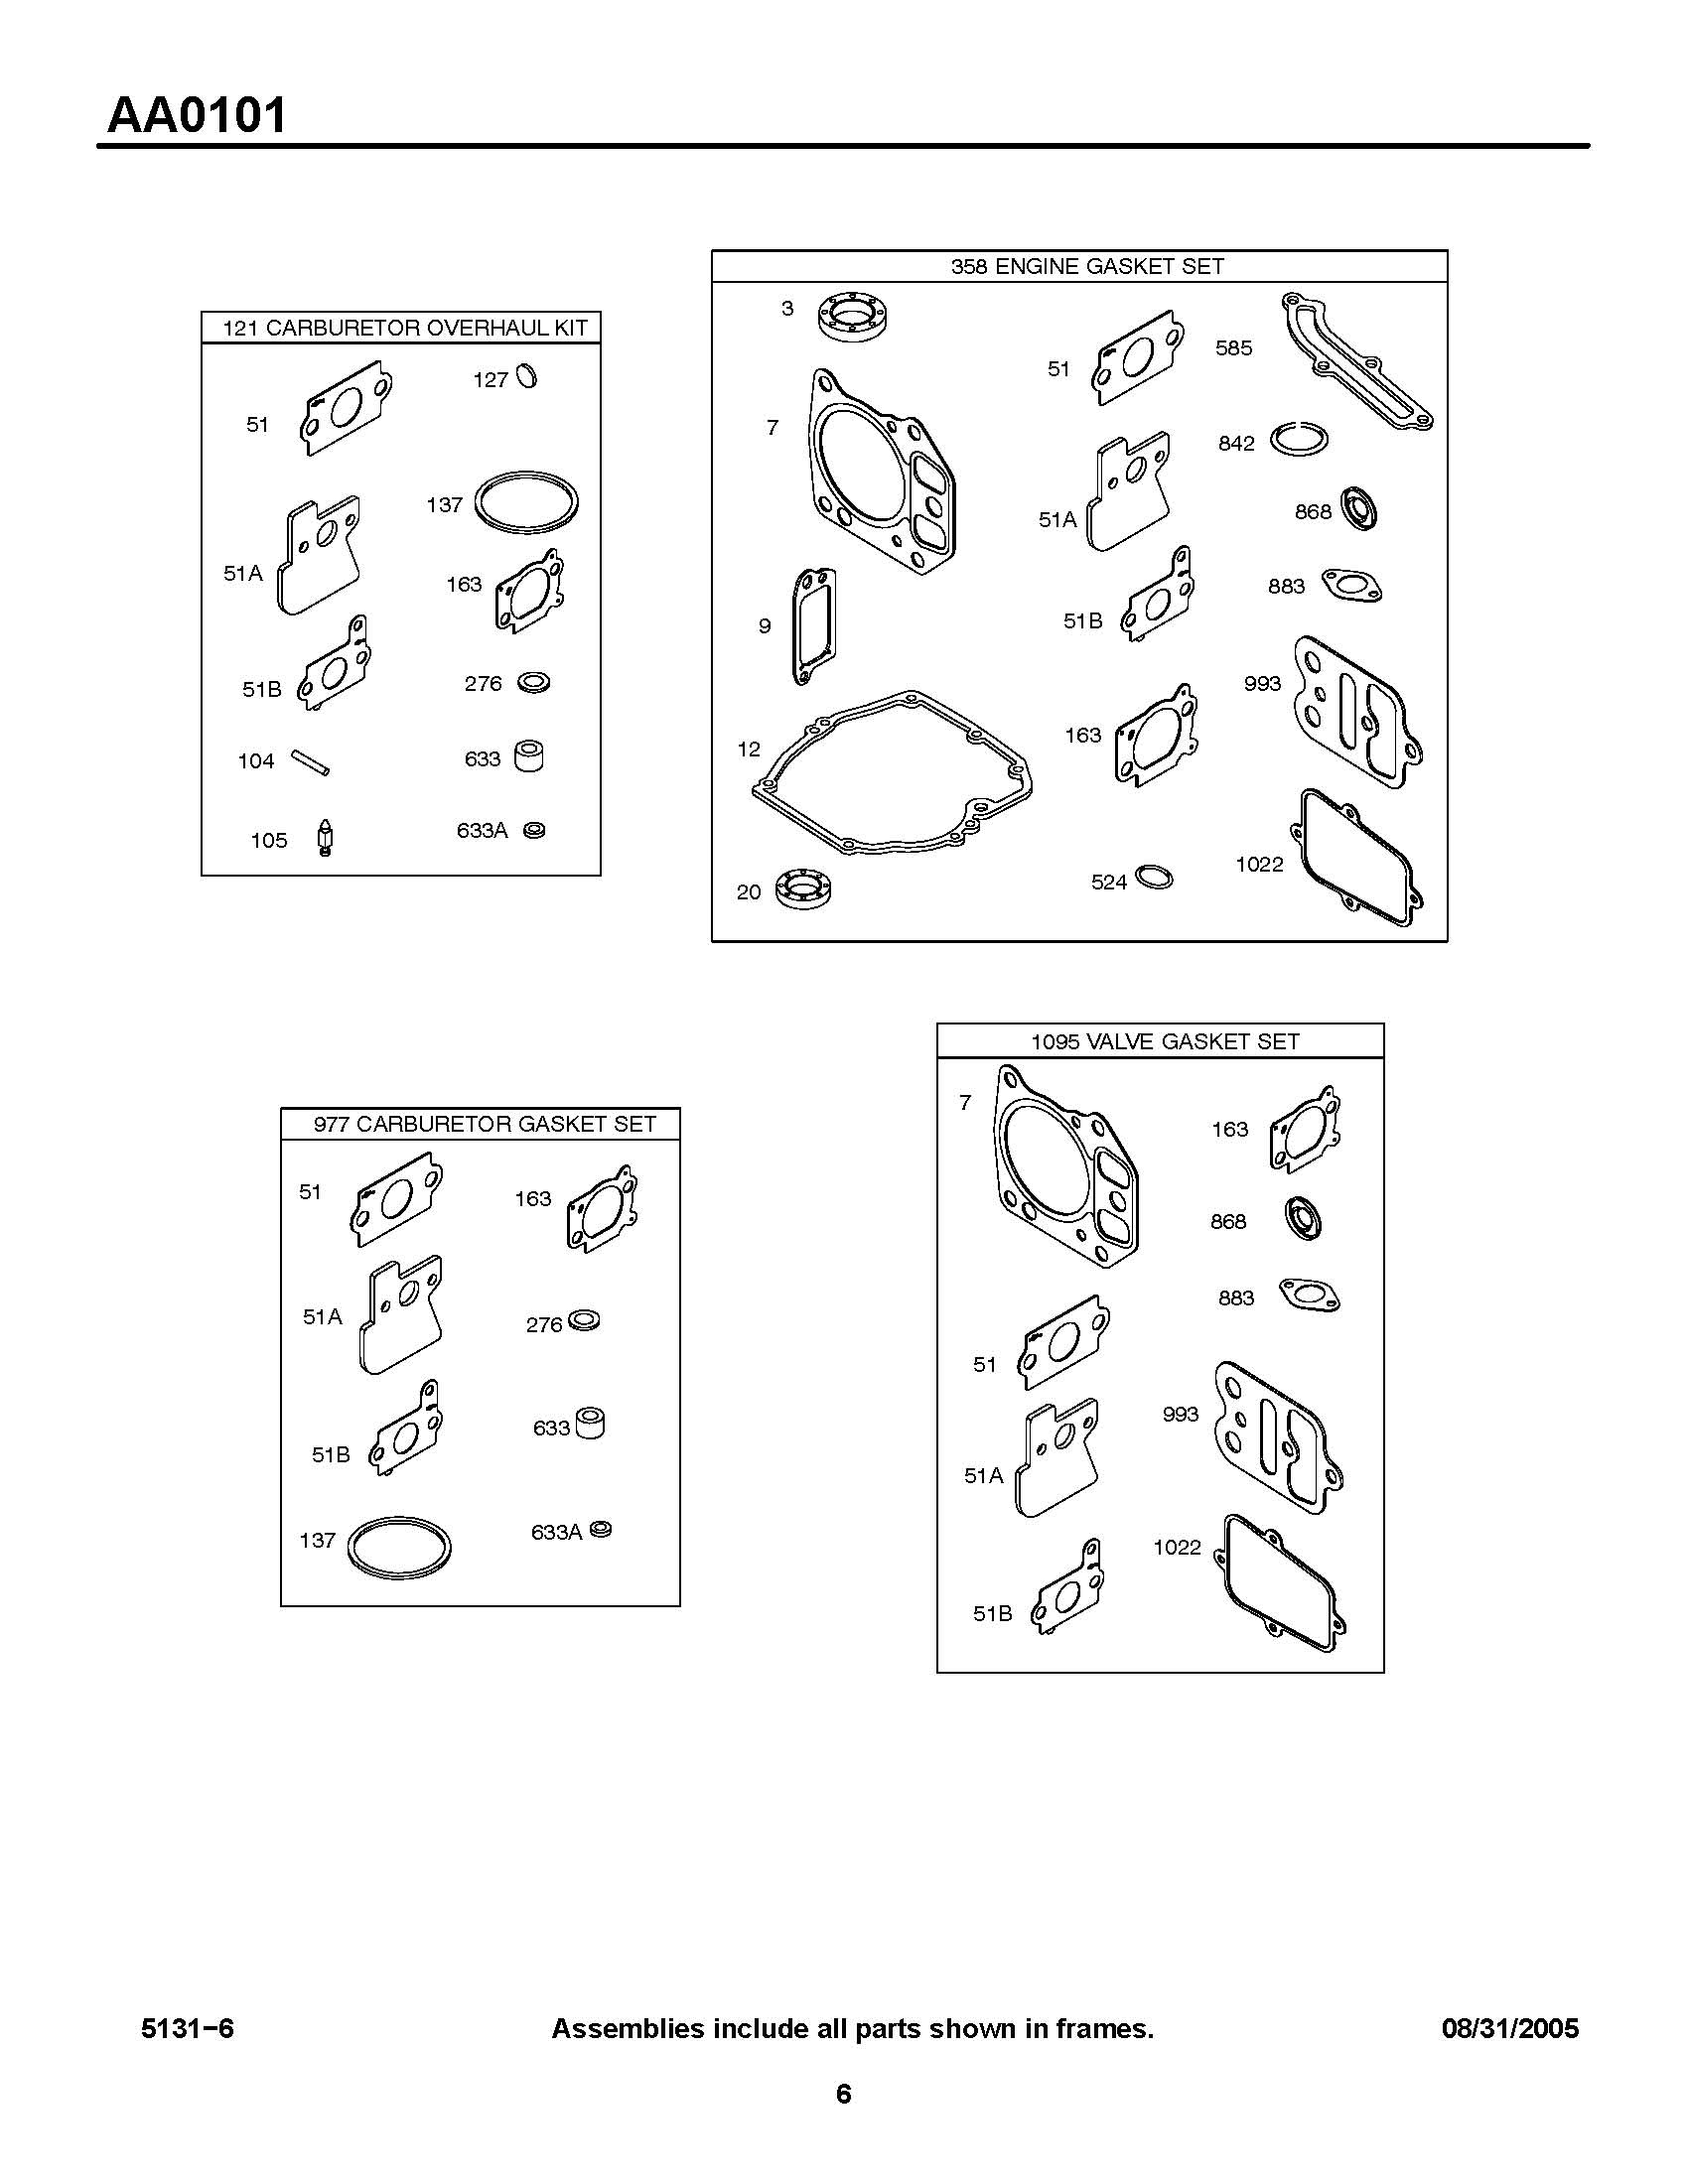 AA0101
121 CARBURETOR OVERHAUL KIT
51
127
137
51A
163
51B
276
104
633
105
633A
358 ENGINE GASKET SET
3
51
585
7
842
51A
868
9
51B
883
993
12
163
1022
20
524
977 CARBURETOR GASKET SET
51
163
51A
276
51B
633
137
633A
1095 VALVE GASKET SET
7
163
868
883
51
993
51A
1022
51B
5131−6
Assemblies include all parts shown in frames.
08/31/2005
6